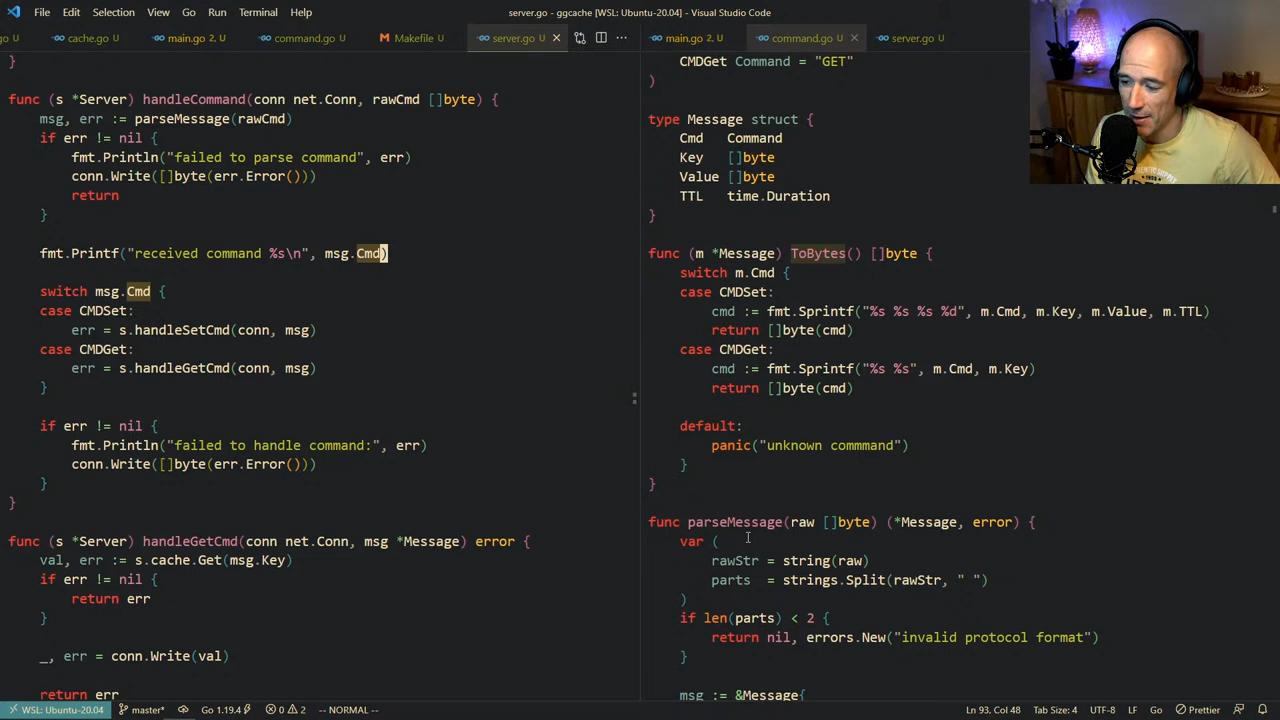 File Edit View Go Run Terminal Help
server.go - ggcache [WSL: Ubuntu-20.04] - Visual Studio Code
go cache.go U main.go 2, U command.go U Makefile U server.go U main.go 2, U command.go U server.go U
}
func (s *Server) handleCommand(conn net.Conn, rawCmd []byte) {
msg, err := parseMessage(rawCmd)
if err != nil {
fmt.Println("failed to parse command", err)
conn.Write([]byte(err.Error()))
return
}
fmt.Printf("received command %s\n", msg.Cmd)
switch msg.Cmd {
case CMDSet:
err = s.handleSetCmd(conn, msg)
case CMDGet:
err = s.handleGetCmd(conn, msg)
}
if err != nil {
fmt.Println("failed to handle command:", err)
conn.Write([]byte(err.Error()))
}
}
func (s *Server) handleGetCmd(conn net.Conn, msg *Message) error {
val, err := s.cache.Get(msg.Key)
if err != nil {
return err
}
_, err = conn.Write(val)
return err
CMDGet Command = "GET"
)
type Message struct {
Cmd Command
Key []byte
Value []byte
TTL time.Duration
}
func (m *Message) ToBytes() []byte {
switch m.Cmd {
case CMDSet:
cmd := fmt.Sprintf("%s %s %s %d", m.Cmd, m.Key, m.Value, m.TTL)
return []byte(cmd)
case CMDGet:
cmd := fmt.Sprintf("%s %s", m.Cmd, m.Key)
return []byte(cmd)
default:
panic("unknown commmand")
}
}
func parseMessage(raw []byte) (*Message, error) {
var (
rawStr = string(raw)
parts = strings.Split(rawStr, " ")
)
if len(parts) < 2 {
return nil, errors.New("invalid protocol format")
}
msg := &Message{
WSL: Ubuntu-20.04 master* Go 1.19.4 0 2 -- NORMAL -- Ln 93, Col 48 Tab Size: 4 UTF-8 LF Go Prettier